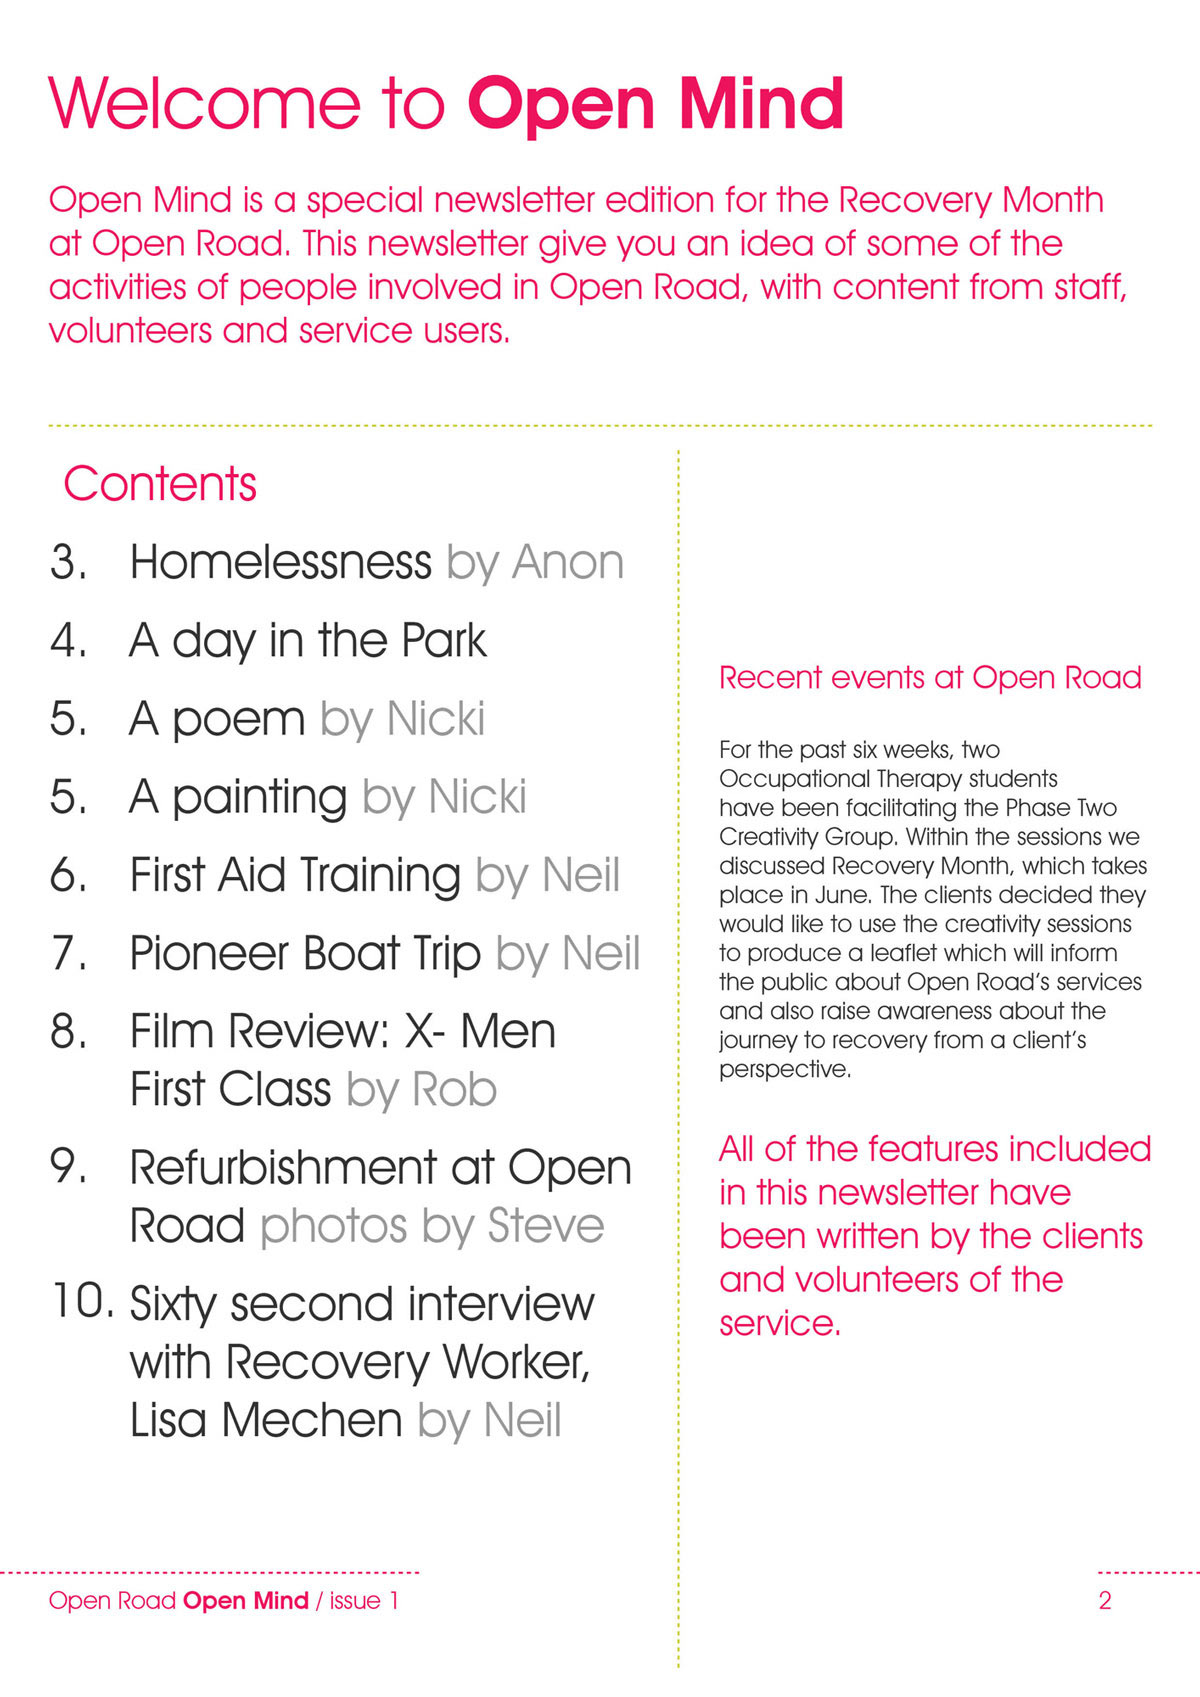 Welcome to Open Mind
Open Mind is a special newsletter edition for the Recovery Month
at Open Road. This newsletter give you an idea of some of the
activities of people involved in Open Road, with content from staff,
volunteers and service users.
Contents
3. Homelessness by Anon
4. A day in the Park
5. A poem by Nicki
5. A painting by Nicki
6. First Aid Training by Neil
7. Pioneer Boat Trip by Neil
8. Film Review: X- Men
First Class by Rob
9. Refurbishment at Open
Road photos by Steve
10. Sixty second interview
with Recovery Worker,
Lisa Mechen by Neil
Recent events at Open Road
For the past six weeks, two
Occupational Therapy students
have been facilitating the Phase Two
Creativity Group. Within the sessions we
discussed Recovery Month, which takes
place in June. The clients decided they
would like to use the creativity sessions
to produce a leaflet which will inform
the public about Open Road's services
and also raise awareness about the
journey to recovery from a client's
perspective.
All of the features included
in this newsletter have
been written by the clients
and volunteers of the
service.
Open Road Open Mind / issue 1
2